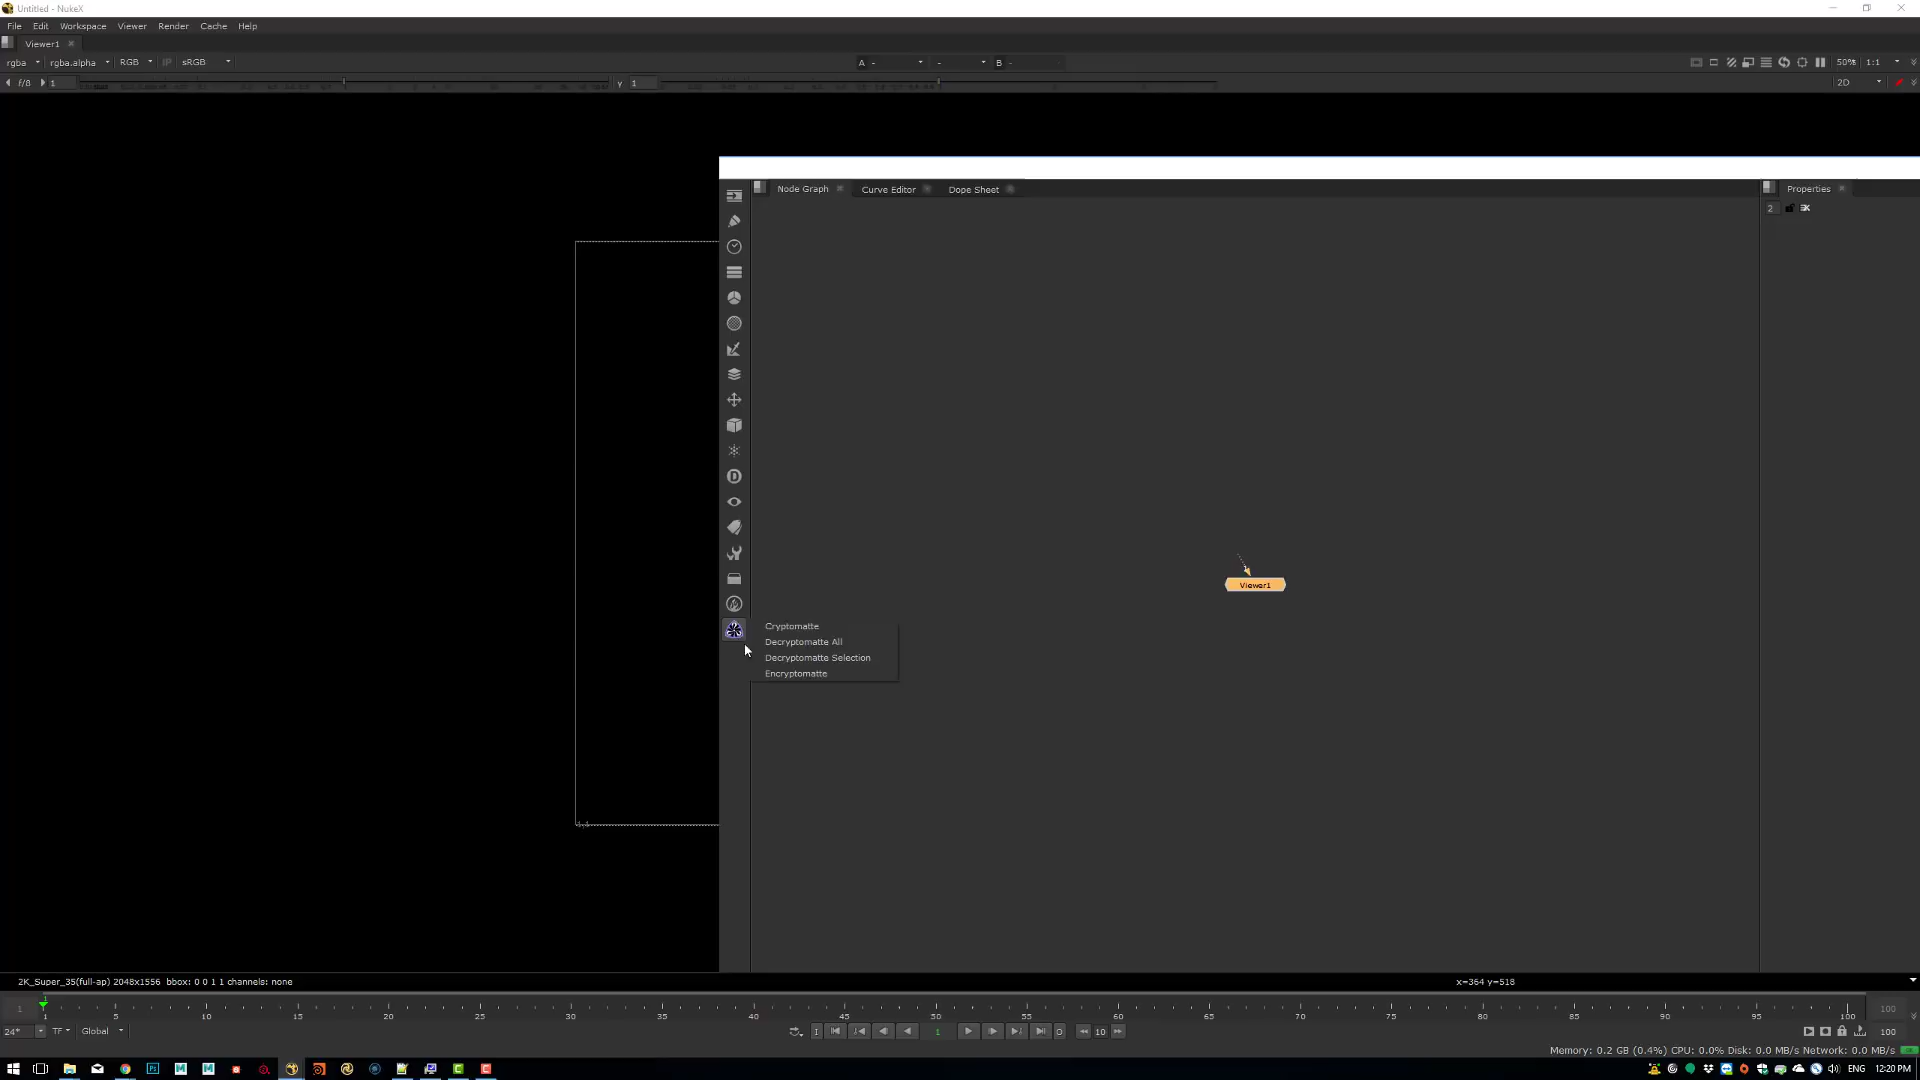 Untitled - NukeX
File Edit Workspace Viewer Render Cache Help
Viewer1
rgba rgba.alpha RGB IP sRGB A - - B - 50% 1:1
f/8 1 y 1 2D
Node Graph Curve Editor Dope Sheet Properties
2
Viewer1
Cryptomatte
Decryptomatte All
Decryptomatte Selection
Encryptomatte
2K_Super_35(full-ap) 2048x1556 bbox: 0 0 1 1 channels: none x=364 y=518
1 1 100
1 5 10 15 20 25 30 35 40 45 50 55 60 65 70 75 80 85 90 95 100
24* TF Global I 1 O 10 100
Memory: 0.2 GB (0.4%) CPU: 0.0% Disk: 0.0 MB/s Network: 0.0 MB/s
ENG 12:20 PM